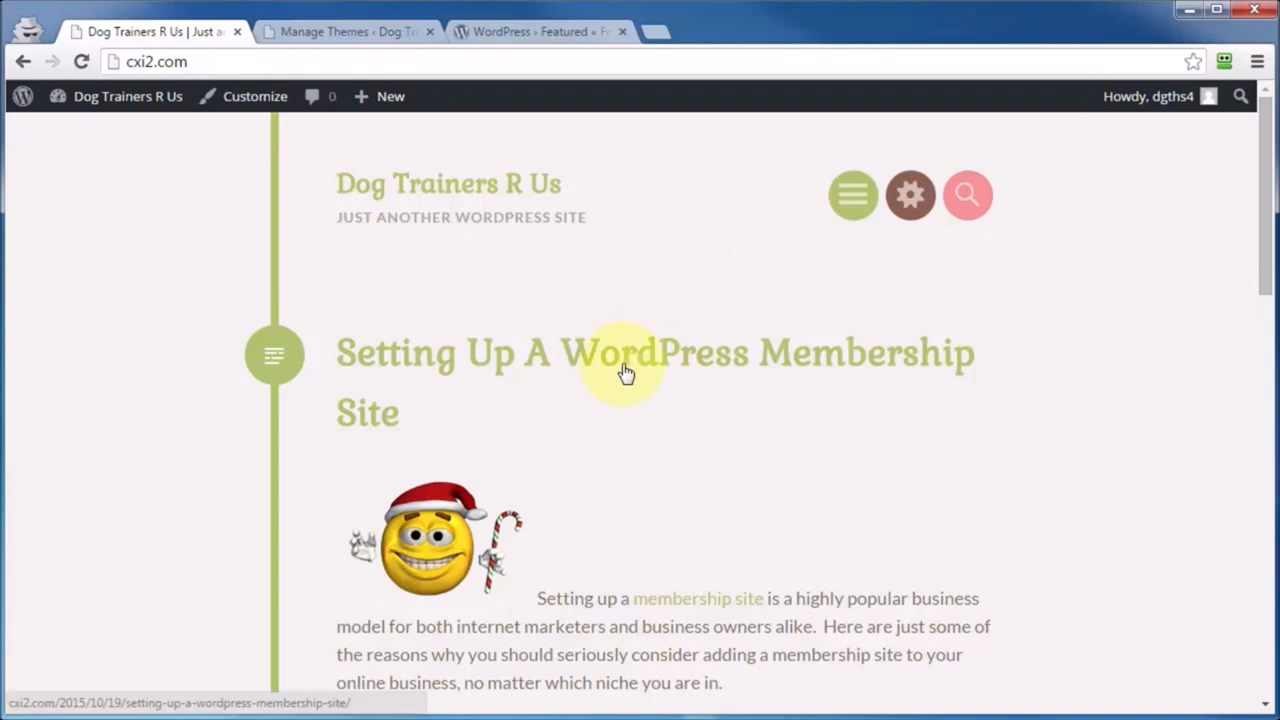 Dog Trainers R Us | Just a
Manage Themes ‹ Dog Tr
WordPress › Featured « F
cxi2.com
Dog Trainers R Us
Customize
0
New
Howdy, dgths4
Dog Trainers R Us
JUST ANOTHER WORDPRESS SITE
Setting Up A WordPress Membership
Site
Setting up a membership site is a highly popular business
model for both internet marketers and business owners alike. Here are just some of
the reasons why you should seriously consider adding a membership site to your
online business, no matter which niche you are in.
cxi2.com/2015/10/19/setting-up-a-wordpress-membership-site/